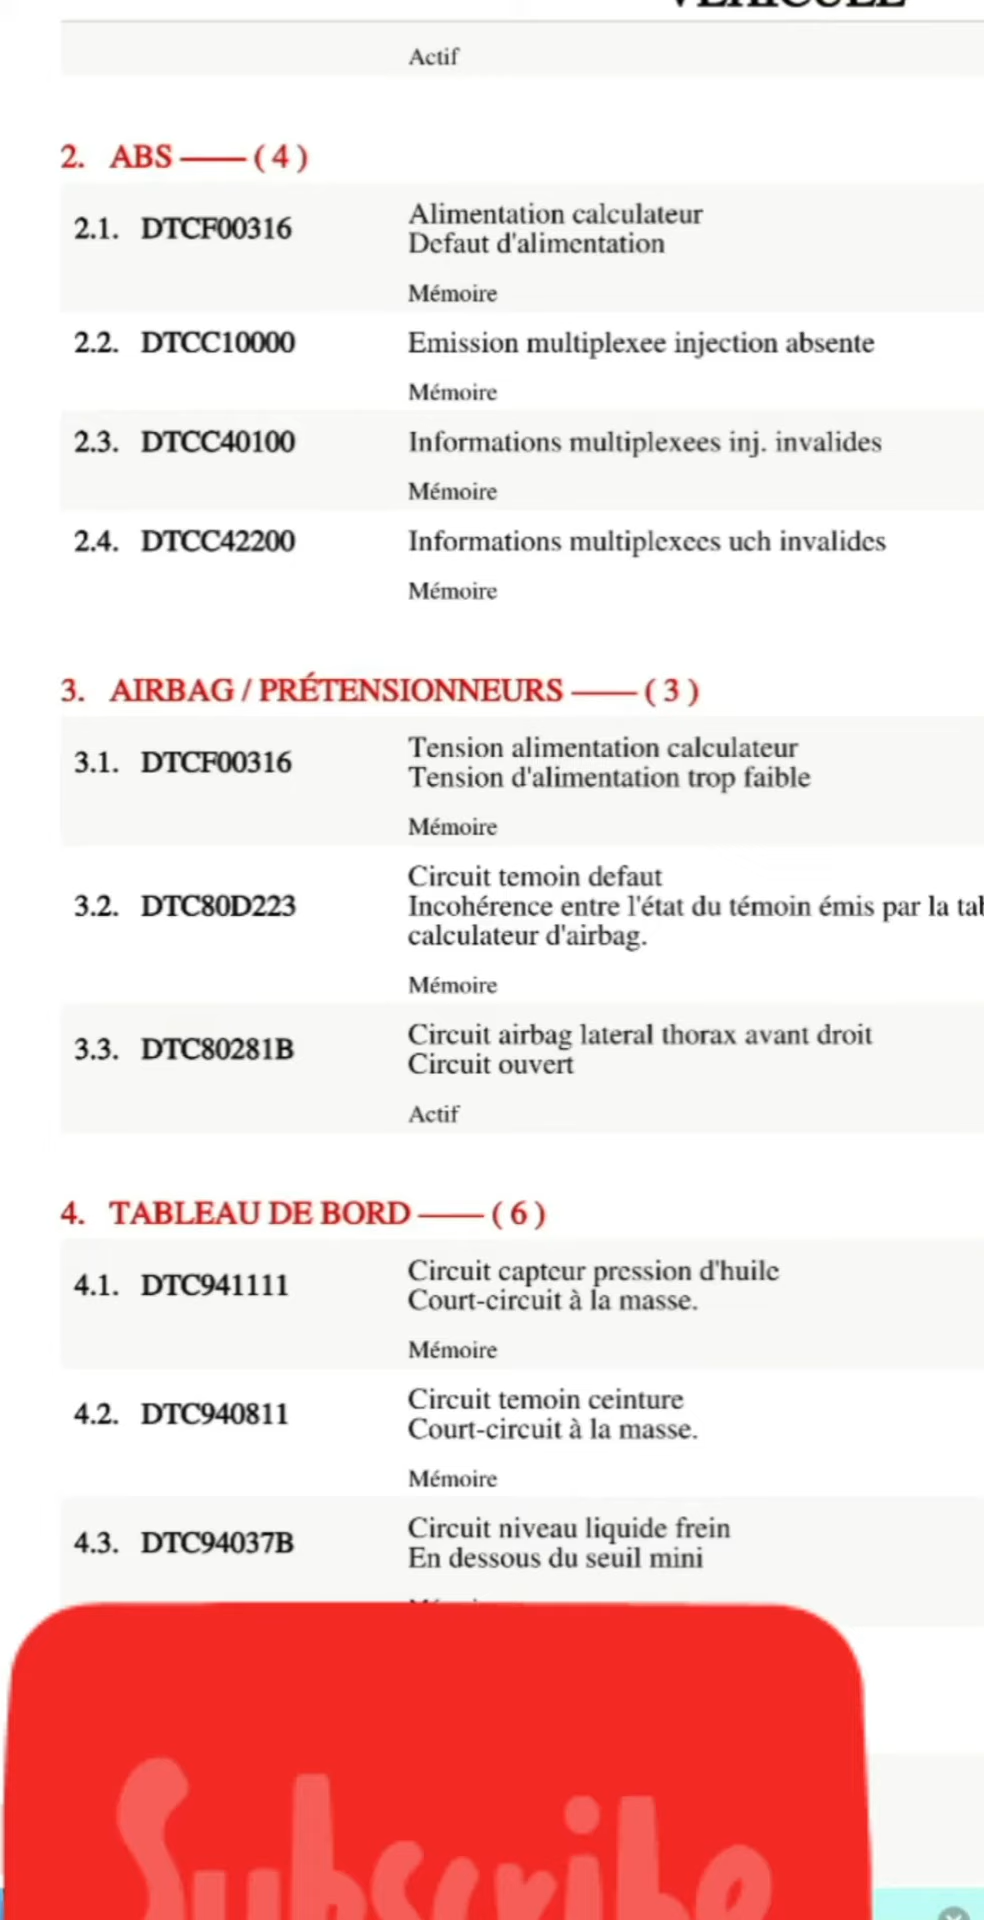 VÉHICULE
Actif
2. ABS —— ( 4 )
2.1. DTCF00316
Alimentation calculateur
Defaut d'alimentation
Mémoire
2.2. DTCC10000
Emission multiplexee injection absente
Mémoire
2.3. DTCC40100
Informations multiplexees inj. invalides
Mémoire
2.4. DTCC42200
Informations multiplexees uch invalides
Mémoire
3. AIRBAG / PRÉTENSIONNEURS —— ( 3 )
3.1. DTCF00316
Tension alimentation calculateur
Tension d'alimentation trop faible
Mémoire
3.2. DTC80D223
Circuit temoin defaut
Incohérence entre l'état du témoin émis par la
calculateur d'airbag.
Mémoire
3.3. DTC80281B
Circuit airbag lateral thorax avant droit
Circuit ouvert
Actif
4. TABLEAU DE BORD —— ( 6 )
4.1. DTC941111
Circuit capteur pression d'huile
Court-circuit à la masse.
Mémoire
4.2. DTC940811
Circuit temoin ceinture
Court-circuit à la masse.
Mémoire
4.3. DTC94037B
Circuit niveau liquide frein
En dessous du seuil mini
Subscribe